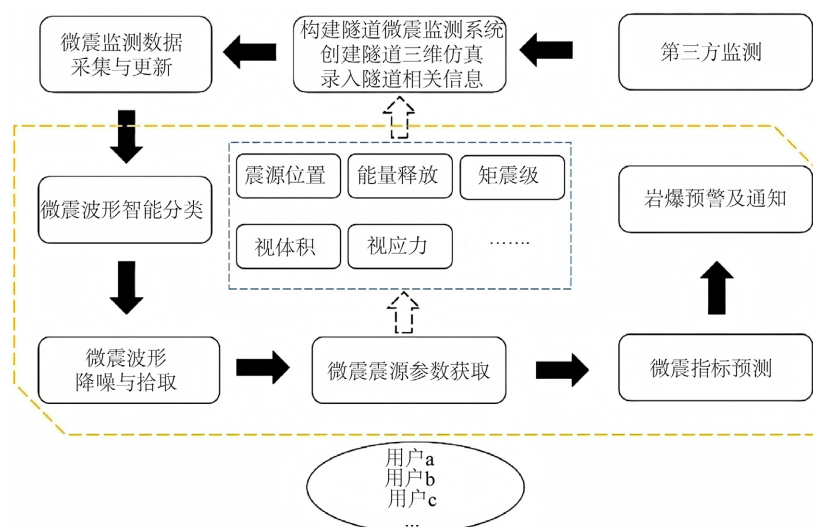 微震监测数据
采集与更新
构建隧道微震监测系统
创建隧道三维仿真
录入隧道相关信息
第三方监测
震源位置
能量释放
矩震级
视体积
视应力
·······
微震波形智能分类
岩爆预警及通知
微震波形
降噪与拾取
微震震源参数获取
微震指标预测
用户a
用户b
用户c
...